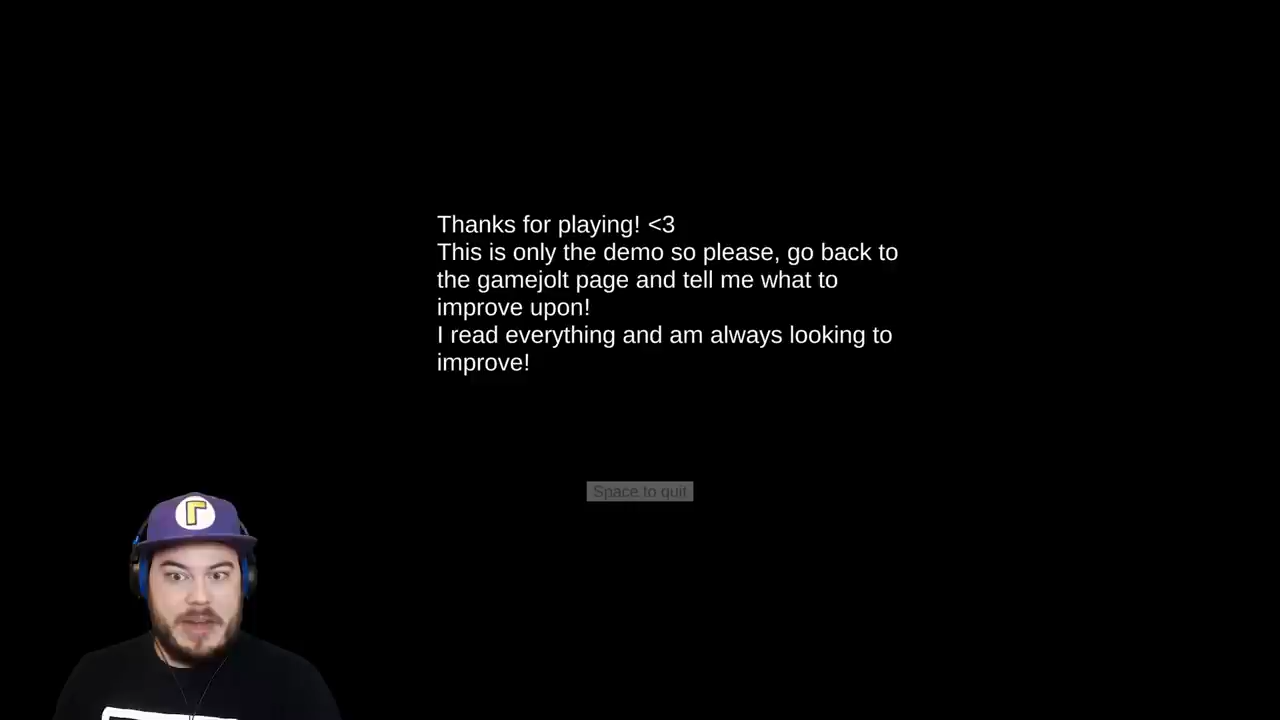 Thanks for playing! <3
This is only the demo so please, go back to
the gamejolt page and tell me what to
improve upon!
I read everything and am always looking to
improve!
Space to quit